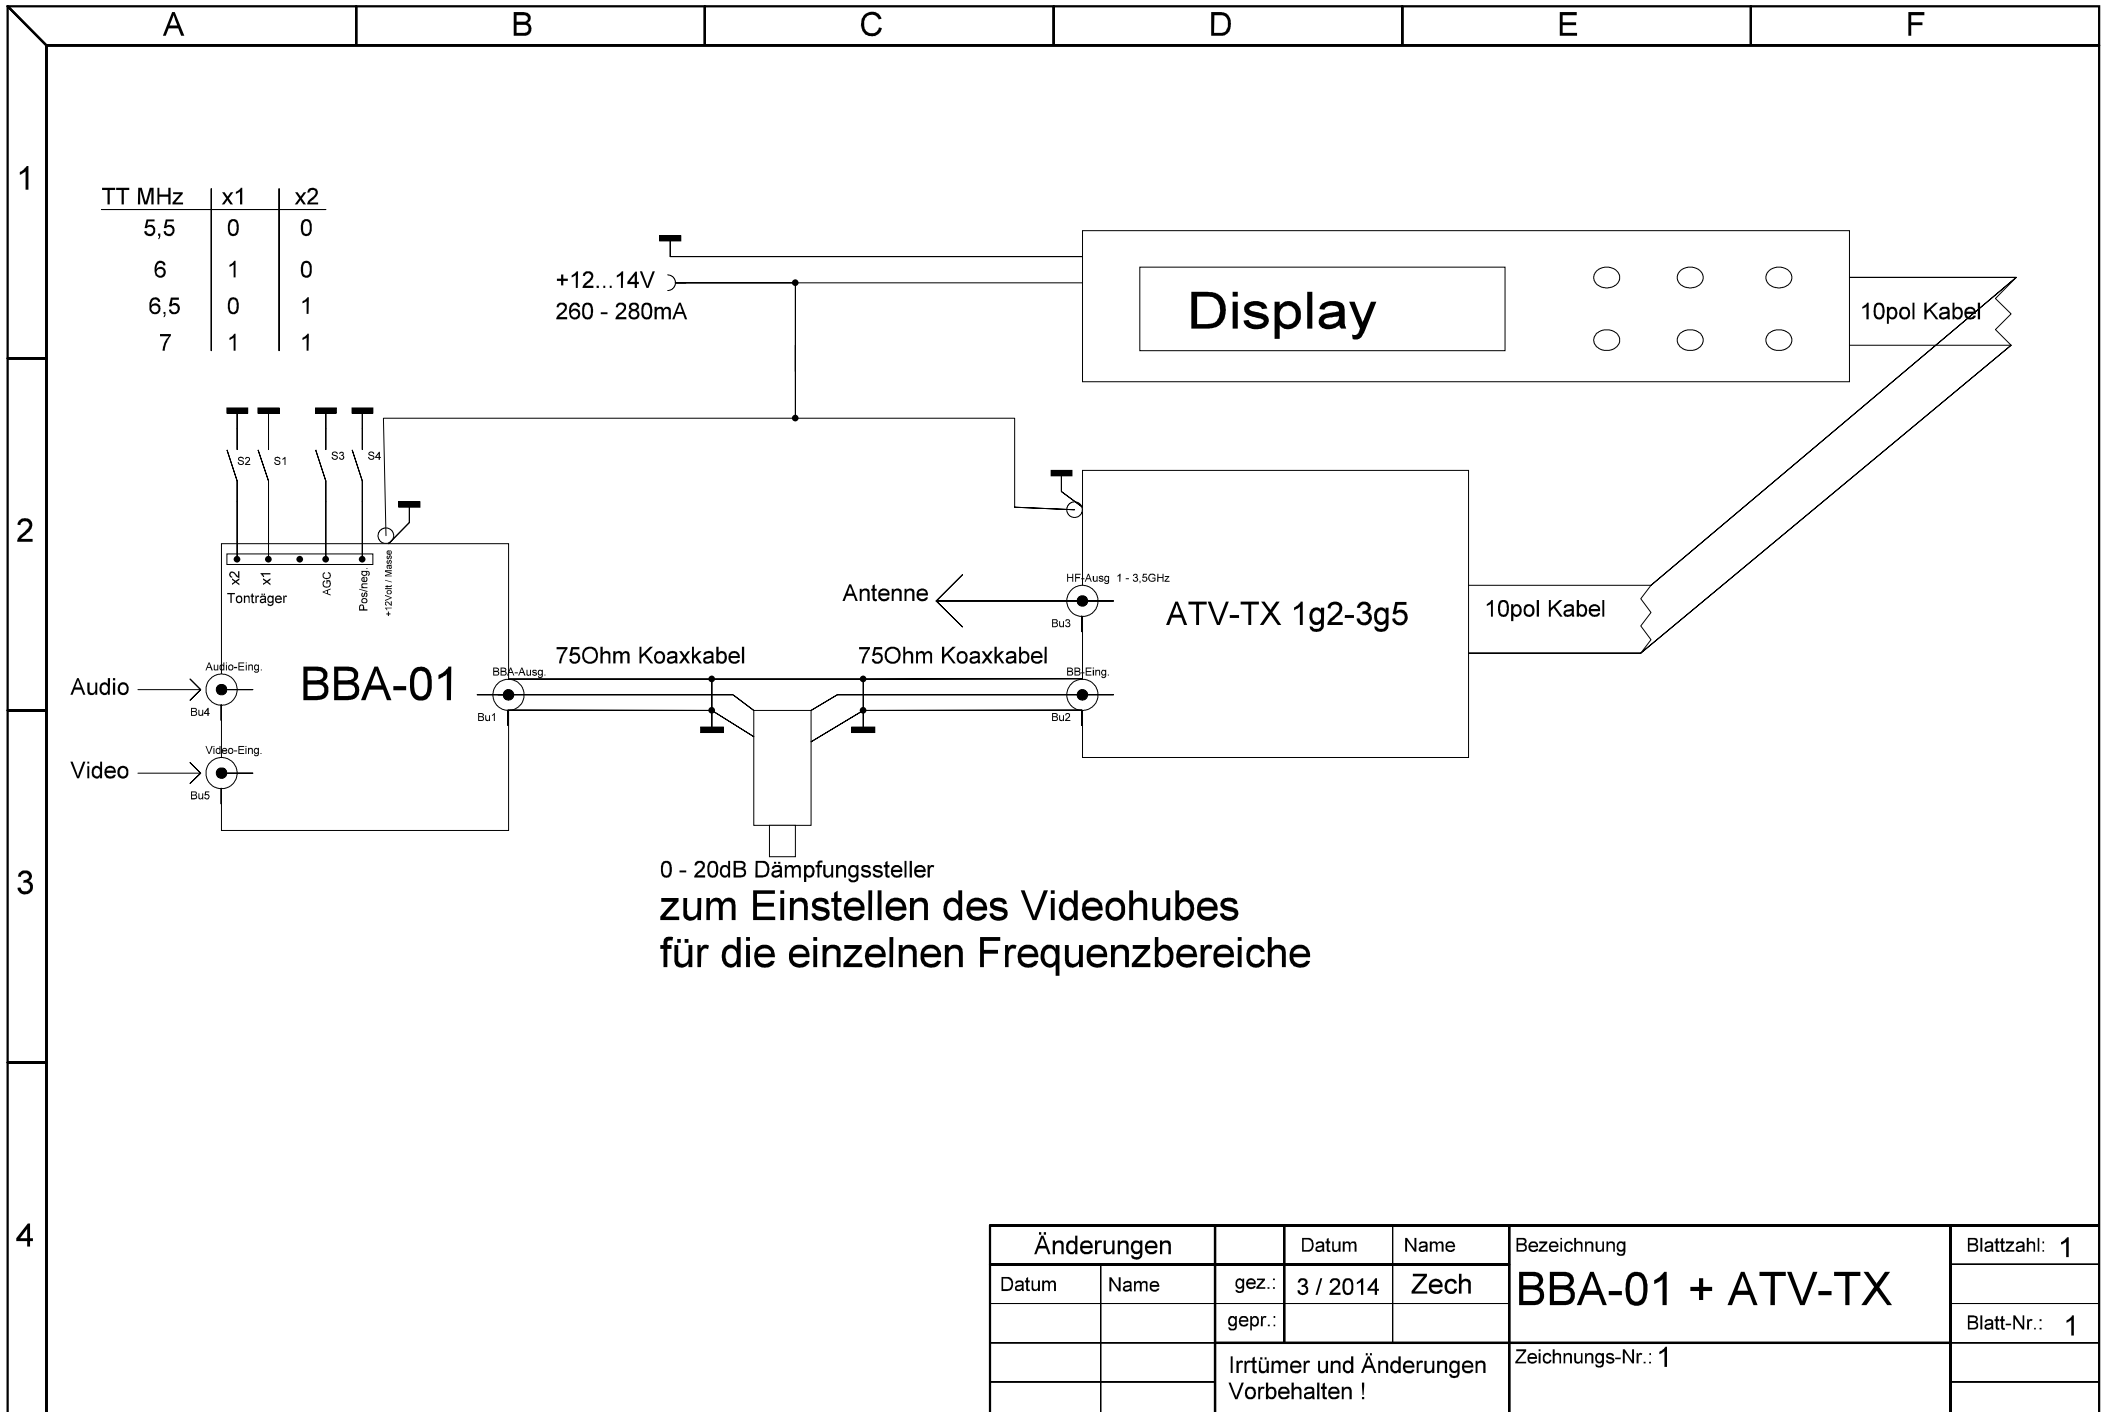 A B C D E F
1
2
3
4
TT MHz x1 x2
5,5 0 0
6 1 0
6,5 0 1
7 1 1
+12...14V
260 - 280mA
Display
10pol Kabel
S2 S1 S3 S4
x2 x1 AGC Pos/neg. +12Volt / Masse
Tonträger
Audio-Eing.
Audio
Bu4
BBA-01
Video-Eing.
Video
Bu5
BBA-Ausg.
Bu1
75Ohm Koaxkabel
75Ohm Koaxkabel
Antenne
HF-Ausg 1 - 3,5GHz
Bu3
ATV-TX 1g2-3g5
BB-Eing.
Bu2
10pol Kabel
0 - 20dB Dämpfungssteller
zum Einstellen des Videohubes
für die einzelnen Frequenzbereiche
Änderungen Datum Name Bezeichnung Blattzahl: 1
Datum Name gez.: 3 / 2014 Zech BBA-01 + ATV-TX
gepr.: Blatt-Nr.: 1
Irrtümer und Änderungen
Vorbehalten !
Zeichnungs-Nr.: 1